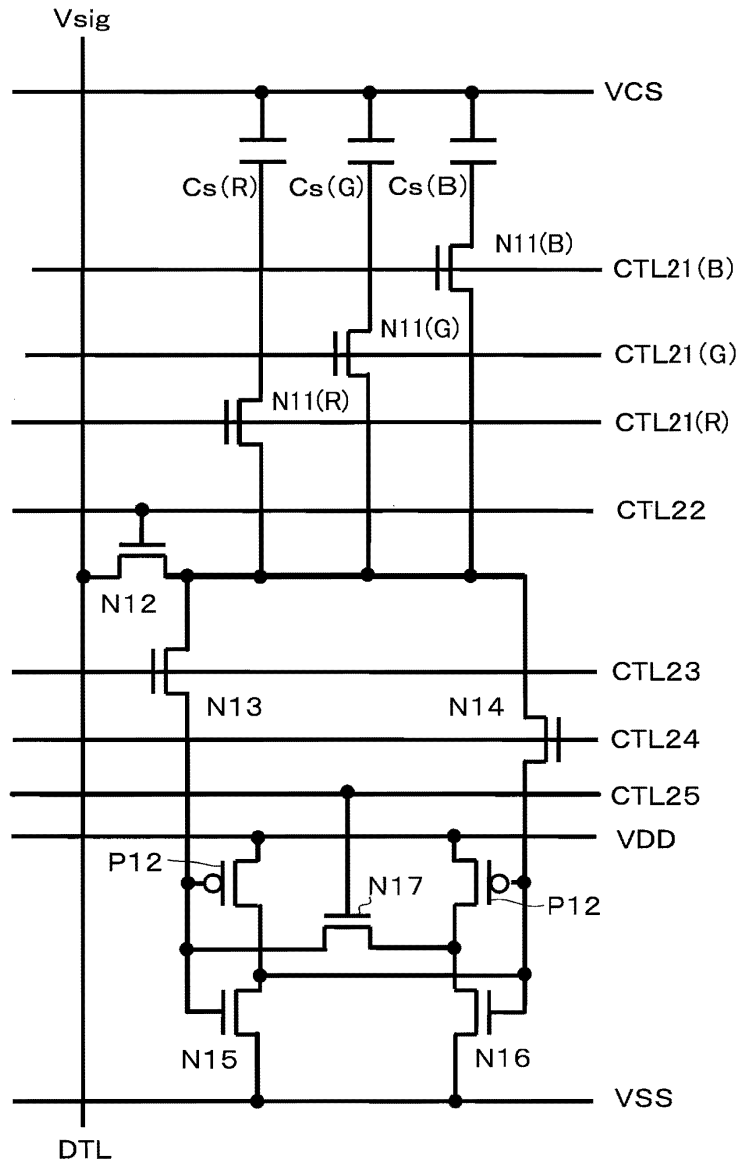 Vsig
VCS
Cs(R) Cs(G) Cs(B)
N11(B)
CTL21(B)
N11(G)
CTL21(G)
N11(R)
CTL21(R)
CTL22
N12
CTL23
N13 N14
CTL24
CTL25
VDD
P12
N17
P12
N15 N16
VSS
DTL